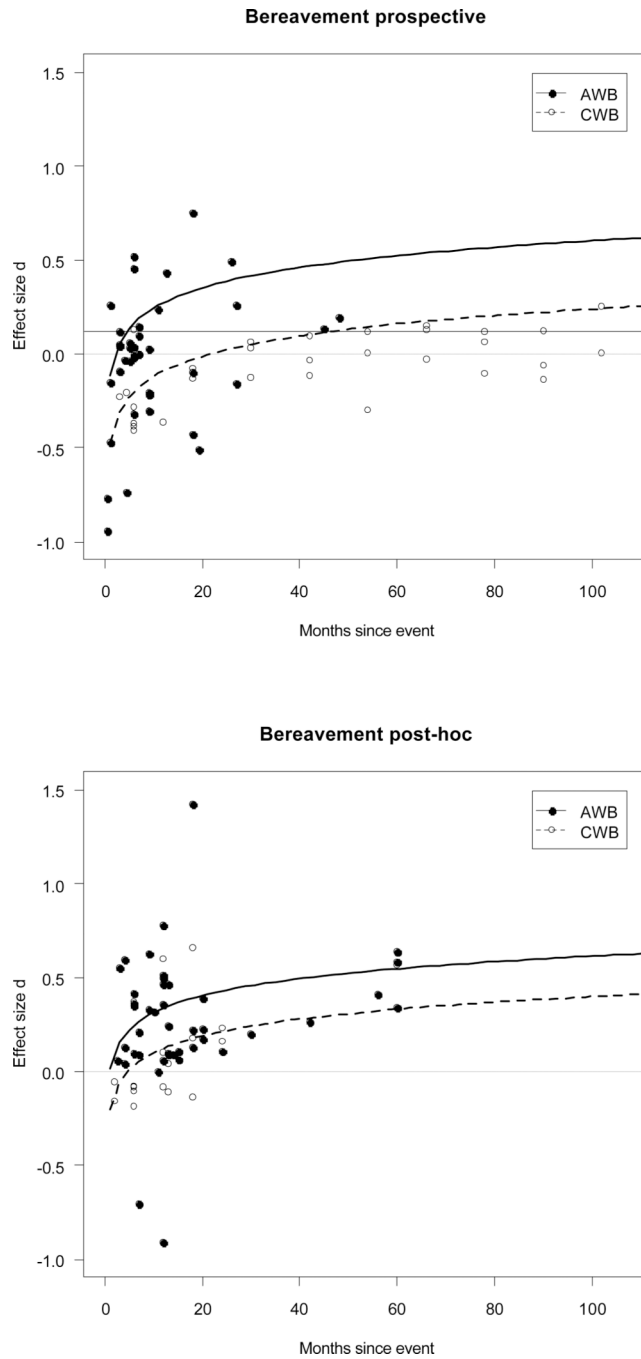 Bereavement prospective
1.5
1.0
0.5
0.0
-0.5
-1.0
Effect size d
AWB
CWB
0 20 40 60 80 100
Months since event
Bereavement post-hoc
1.5
1.0
0.5
0.0
-0.5
-1.0
Effect size d
AWB
CWB
0 20 40 60 80 100
Months since event